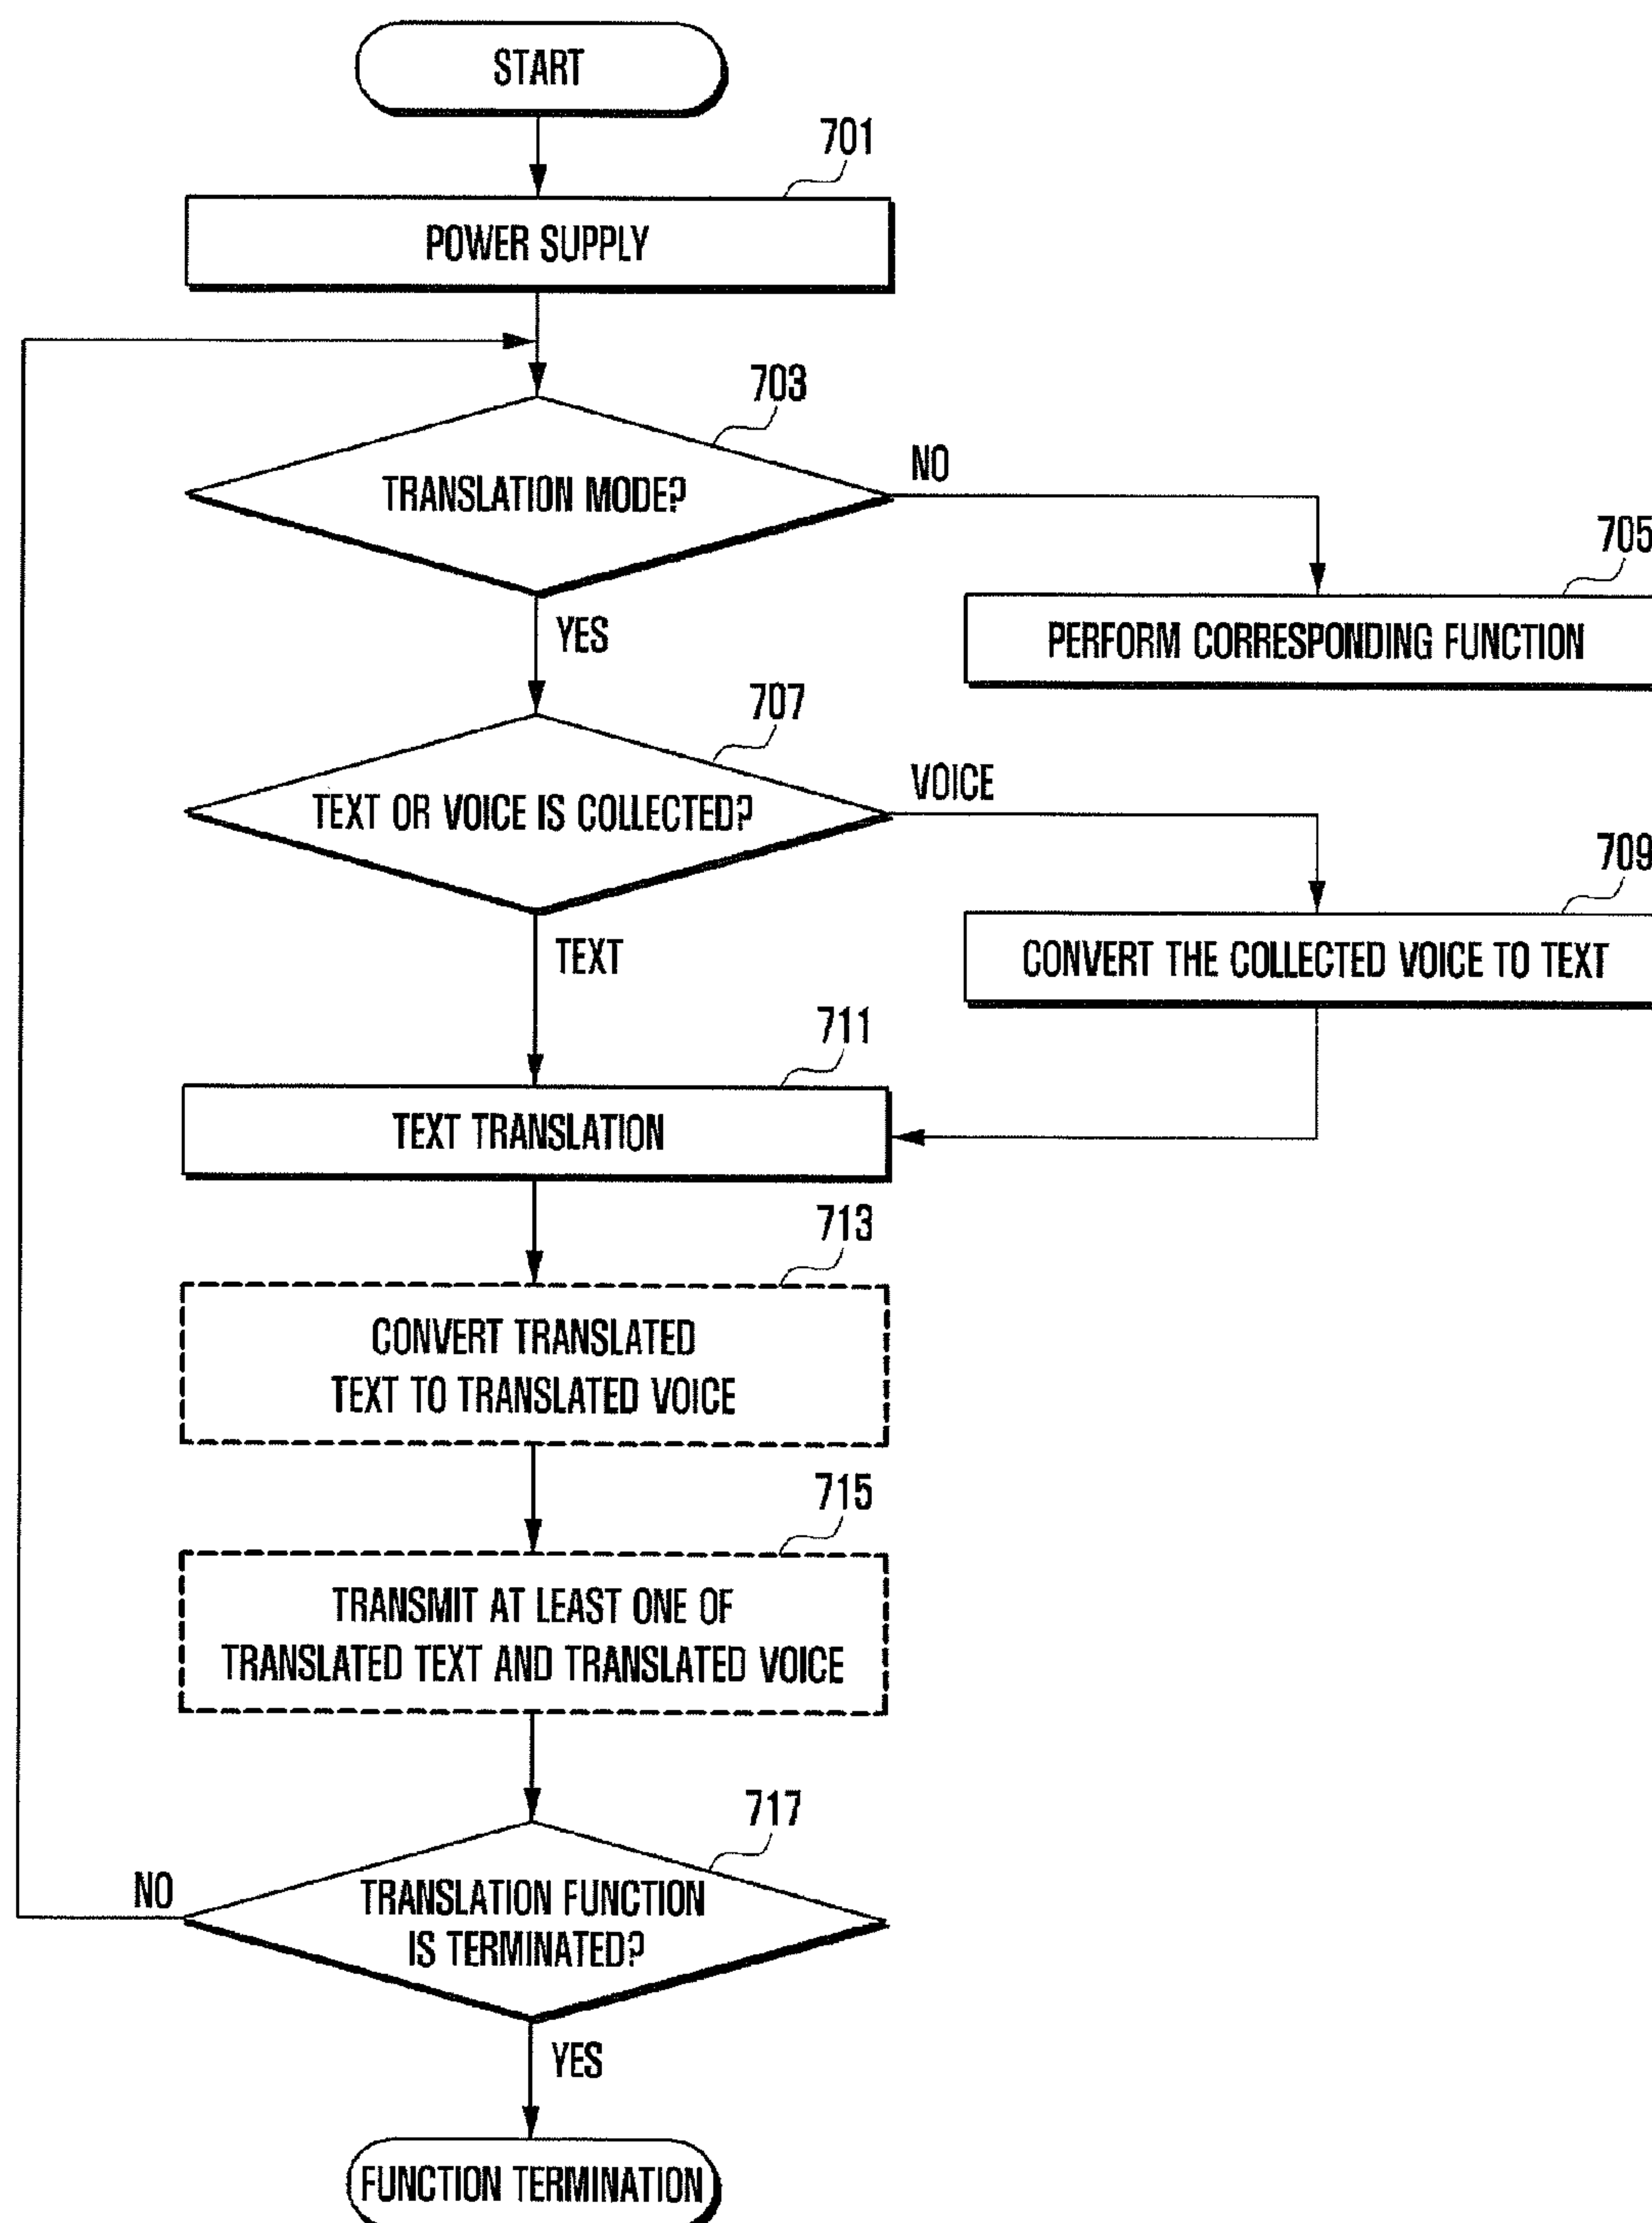 START
701
POWER SUPPLY
703
TRANSLATION MODE?
NO
705
PERFORM CORRESPONDING FUNCTION
YES
707
TEXT OR VOICE IS COLLECTED?
VOICE
709
CONVERT THE COLLECTED VOICE TO TEXT
TEXT
711
TEXT TRANSLATION
713
CONVERT TRANSLATED
TEXT TO TRANSLATED VOICE
715
TRANSMIT AT LEAST ONE OF
TRANSLATED TEXT AND TRANSLATED VOICE
717
TRANSLATION FUNCTION
IS TERMINATED?
NO
YES
FUNCTION TERMINATION